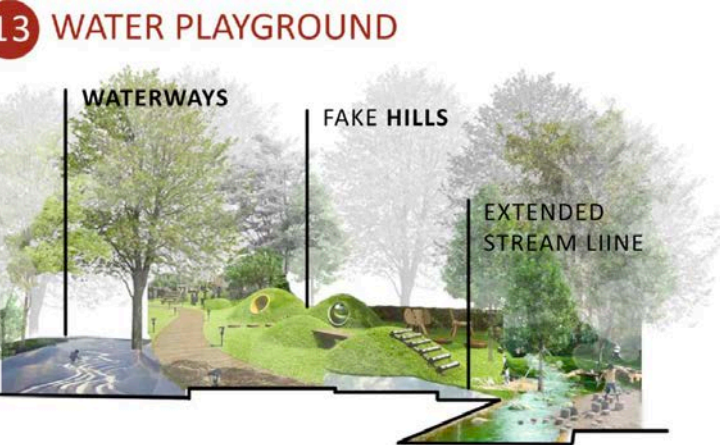 13 WATER PLAYGROUND
WATERWAYS
FAKE HILLS
EXTENDED
STREAM LIINE